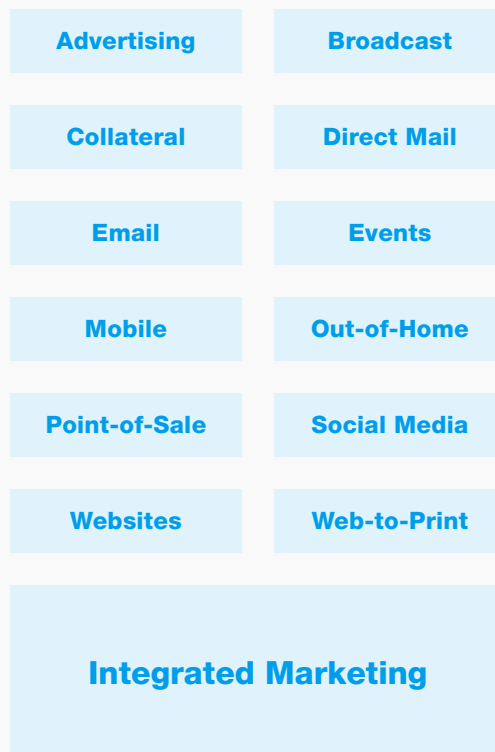 Advertising
Broadcast
Collateral
Direct Mail
Email
Events
Mobile
Out-of-Home
Point-of-Sale
Social Media
Websites
Web-to-Print
Integrated Marketing